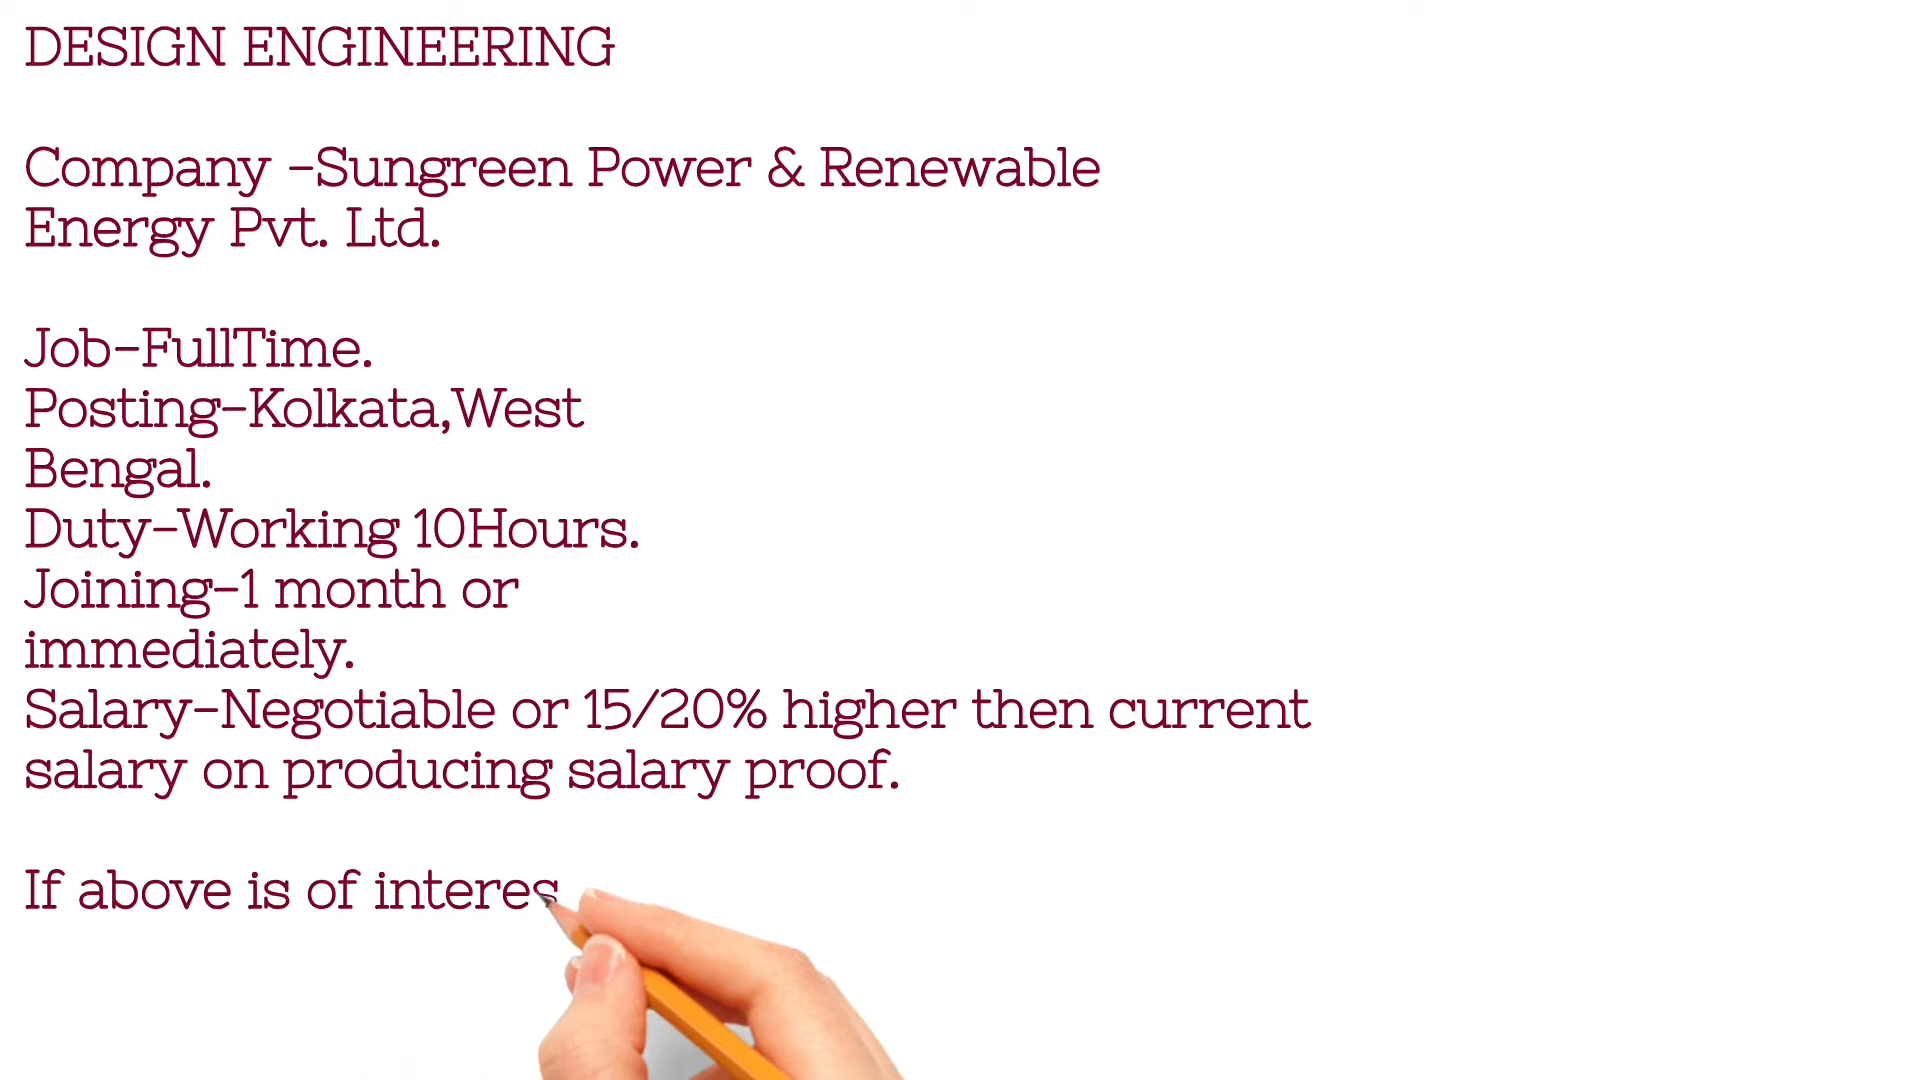 DESIGN ENGINEERING
Company -Sungreen Power & Renewable
Energy Pvt. Ltd.
Job-FullTime.
Posting-Kolkata,West
Bengal.
Duty-Working 10Hours.
Joining-1 month or
immediately.
Salary-Negotiable or 15/20% higher then current
salary on producing salary proof.
If above is of interes